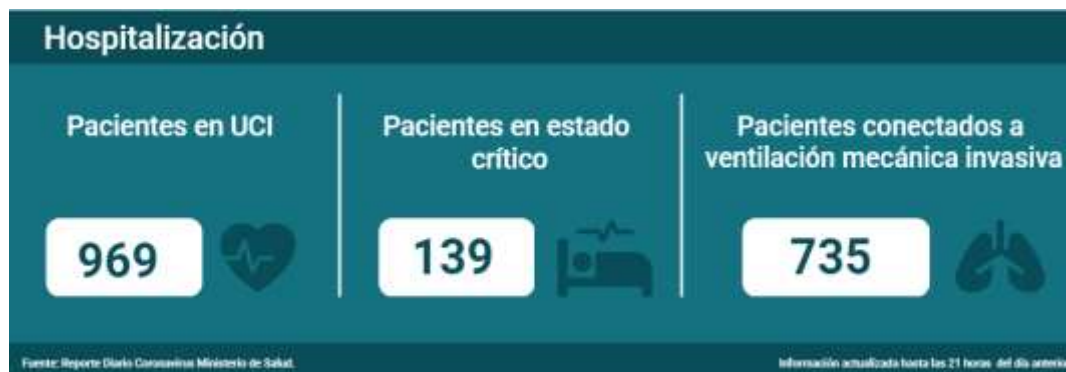 Hospitalización
Pacientes en UCI
969
Pacientes en estado
crítico
139
Pacientes conectados a
ventilación mecánica invasiva
735
Fuente: Reporte Diario Coronavirus Ministerio de Salud.
Información actualizada hasta las 21 horas del día anterior